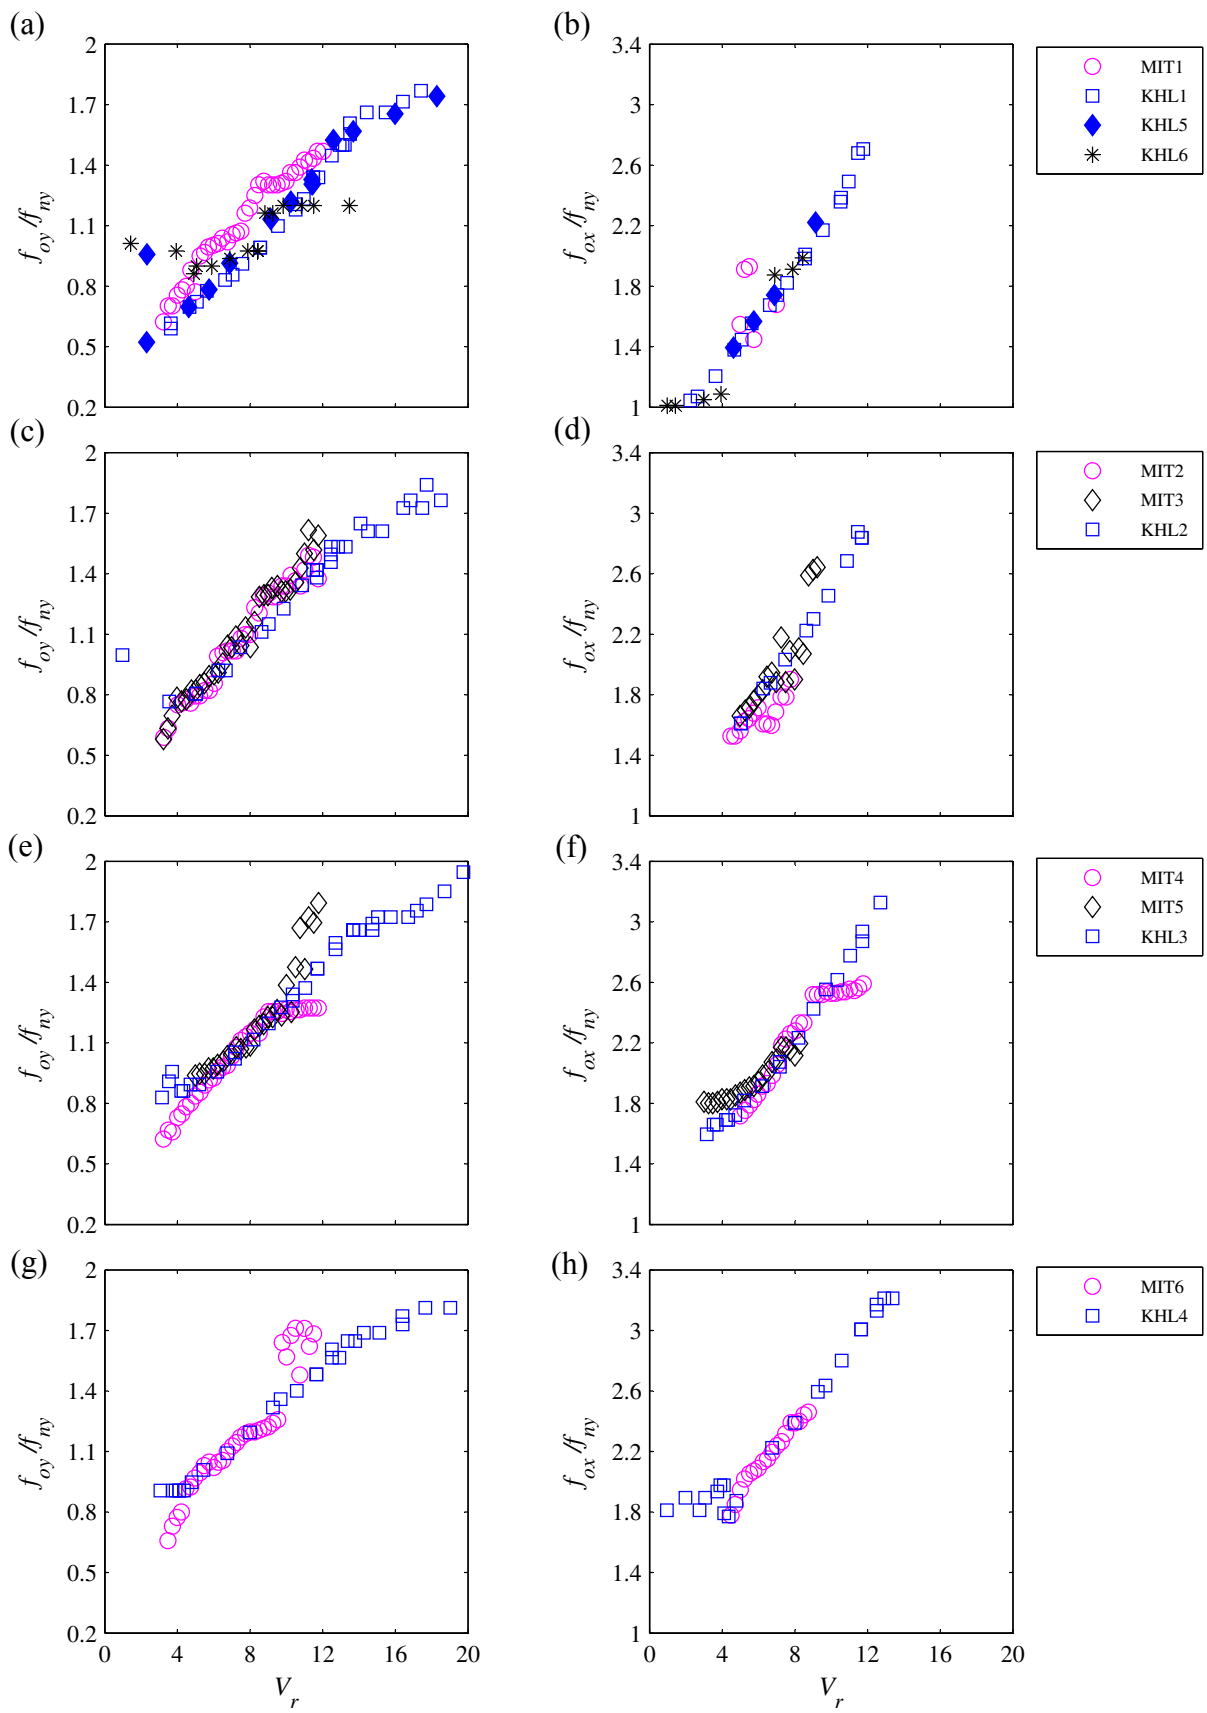 (a)
2
1.7
1.4
1.1
0.8
0.5
0.2
f_oy/f_ny
(b)
3.4
3
2.6
2.2
1.8
1.4
1
f_ox/f_ny
MIT1
KHL1
KHL5
KHL6
(c)
2
1.7
1.4
1.1
0.8
0.5
0.2
f_oy/f_ny
(d)
3.4
3
2.6
2.2
1.8
1.4
1
f_ox/f_ny
MIT2
MIT3
KHL2
(e)
2
1.7
1.4
1.1
0.8
0.5
0.2
f_oy/f_ny
(f)
3.4
3
2.6
2.2
1.8
1.4
1
f_ox/f_ny
MIT4
MIT5
KHL3
(g)
2
1.7
1.4
1.1
0.8
0.5
0.2
f_oy/f_ny
0 4 8 12 16 20
V_r
(h)
3.4
3
2.6
2.2
1.8
1.4
1
f_ox/f_ny
0 4 8 12 16 20
V_r
MIT6
KHL4